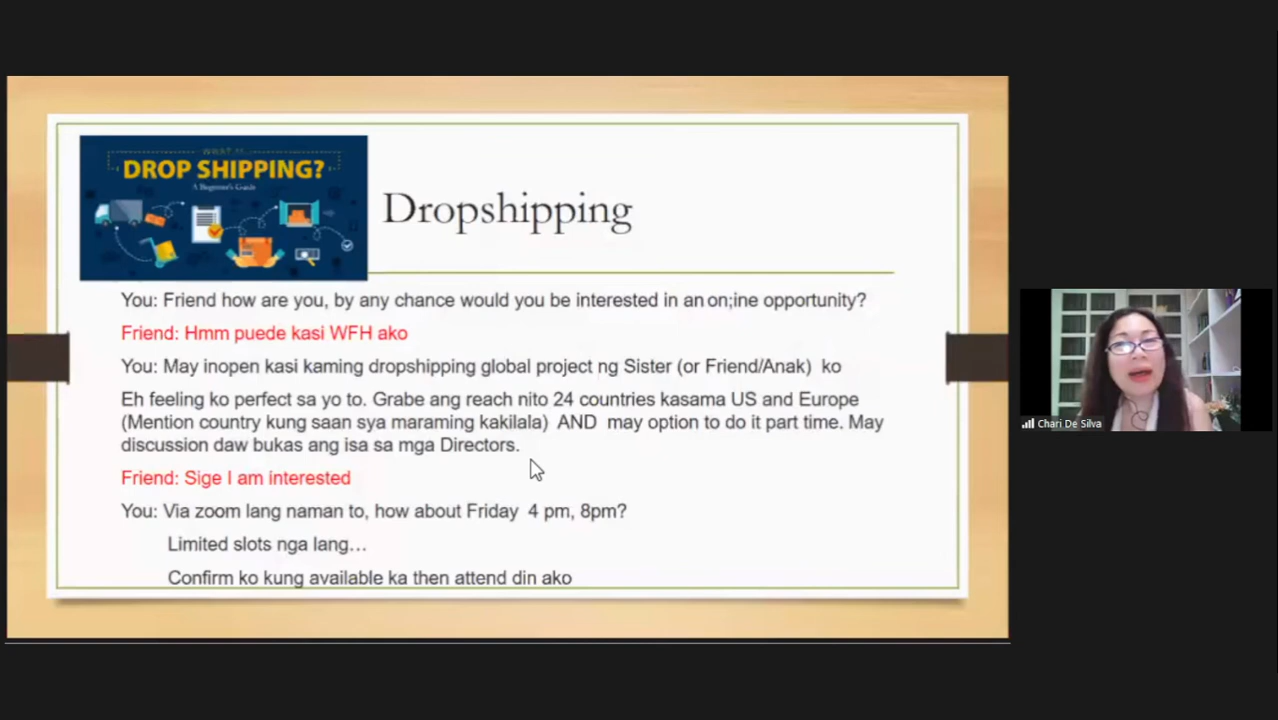 WHAT IS
DROP SHIPPING?
A Beginner's Guide
Dropshipping
You: Friend how are you, by any chance would you be interested in an on;ine opportunity?
Friend: Hmm puede kasi WFH ako
You: May inopen kasi kaming dropshipping global project ng Sister (or Friend/Anak)  ko
Eh feeling ko perfect sa yo to. Grabe ang reach nito 24 countries kasama US and Europe
(Mention country kung saan sya maraming kakilala)  AND  may option to do it part time. May
discussion daw bukas ang isa sa mga Directors.
Friend: Sige I am interested
You: Via zoom lang naman to, how about Friday  4 pm, 8pm?
Limited slots nga lang…
Confirm ko kung available ka then attend din ako
Chari De Silva